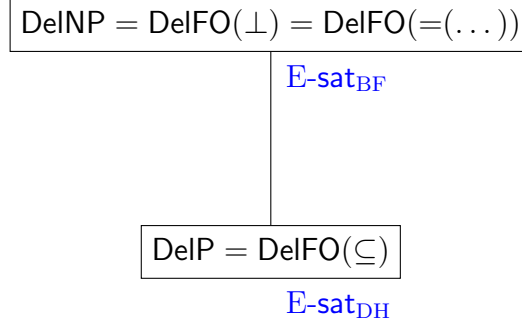 DelNP = DelFO(⊥) = DelFO(=(...))
E-sat_BF
DelP = DelFO(⊆)
E-sat_DH